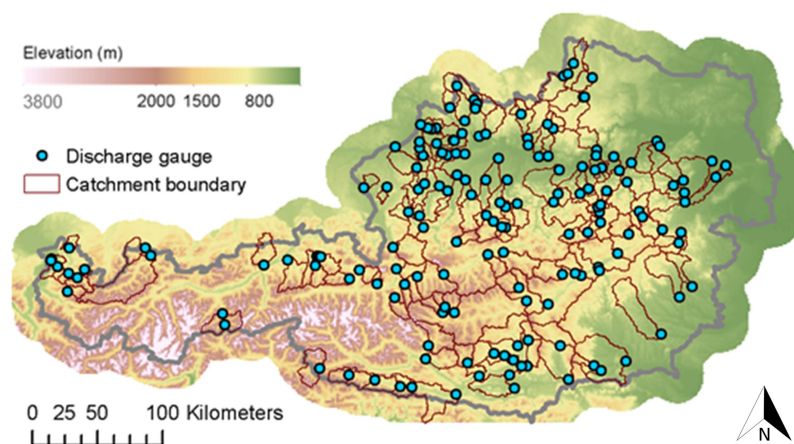 Elevation (m)
3800 2000 1500 800
Discharge gauge
Catchment boundary
0 25 50 100 Kilometers
N